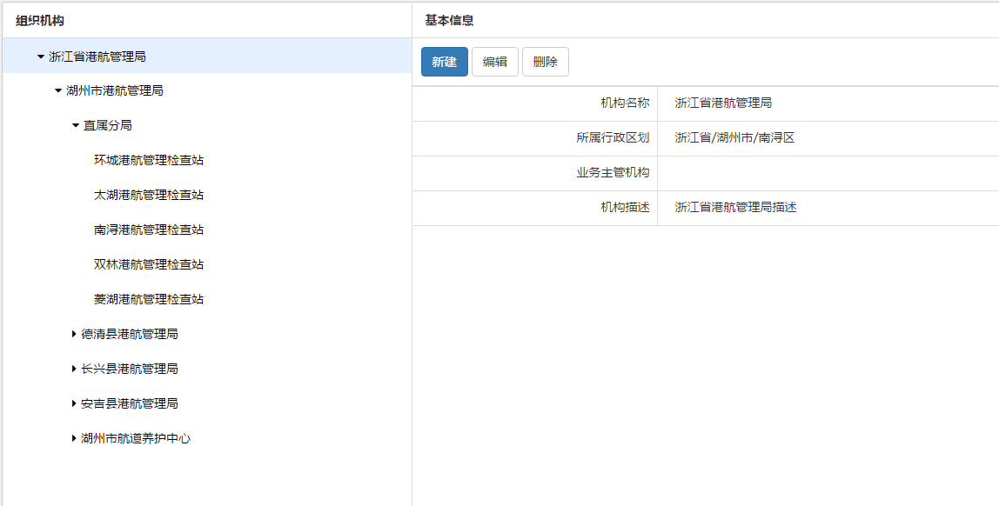 组织机构
浙江省港航管理局
湖州市港航管理局
直属分局
环城港航管理检查站
太湖港航管理检查站
南浔港航管理检查站
双林港航管理检查站
菱湖港航管理检查站
德清县港航管理局
长兴县港航管理局
安吉县港航管理局
湖州市航道养护中心
基本信息
新建 编辑 删除
机构名称 浙江省港航管理局
所属行政区划 浙江省/湖州市/南浔区
业务主管机构
机构描述 浙江省港航管理局描述